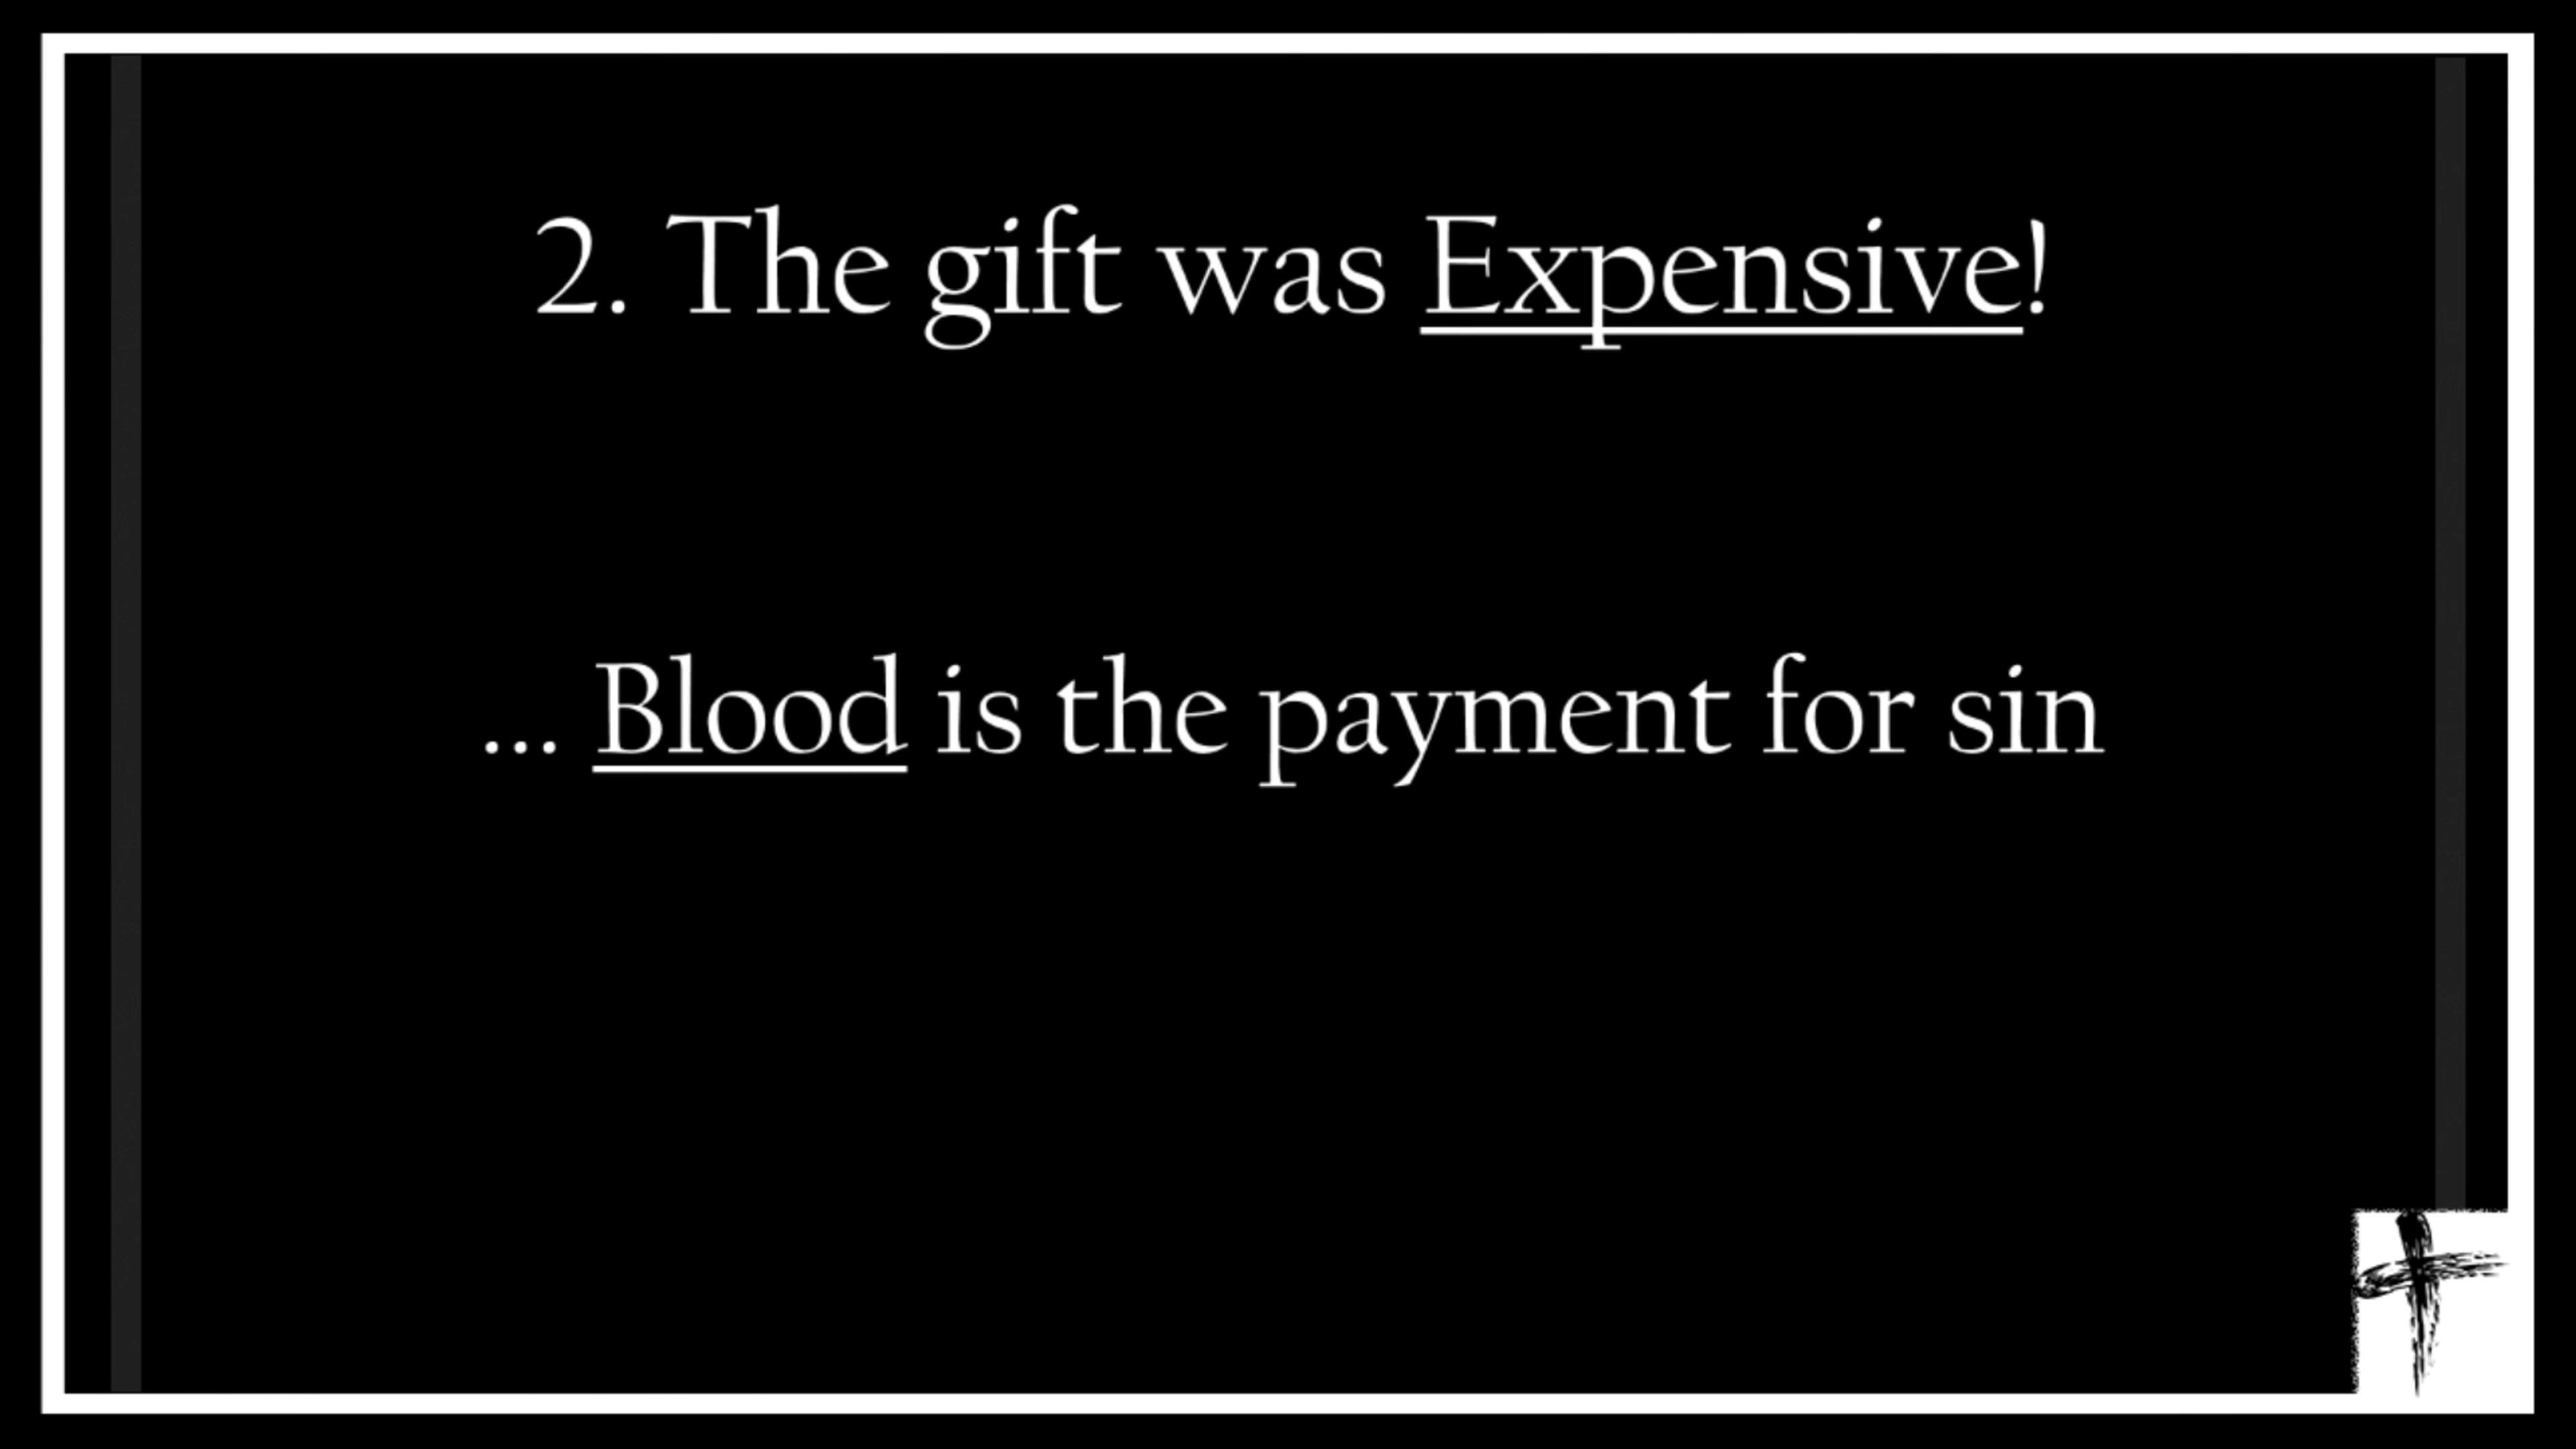 2. The gift was Expensive!
... Blood is the payment for sin